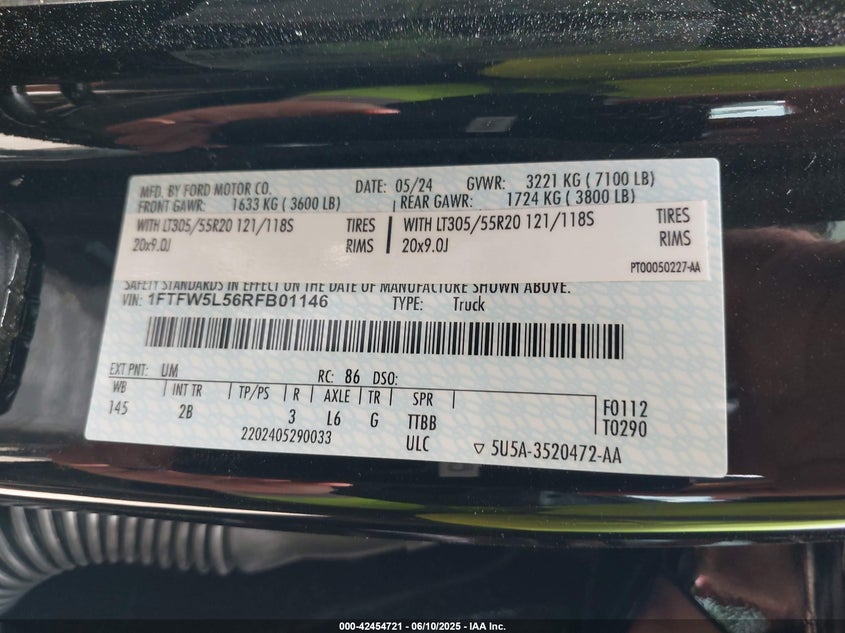 MFD. BY FORD MOTOR CO. DATE: 05/24 GVWR: 3221 KG ( 7100 LB)
FRONT GAWR: 1633 KG ( 3600 LB) REAR GAWR: 1724 KG ( 3800 LB)
WITH LT305/55R20 121/118S TIRES WITH LT305/55R20 121/118S TIRES
20x9.0J RIMS 20x9.0J RIMS
PT00050227-AA
SAFETY STANDARDS IN EFFECT ON THE DATE OF MANUFACTURE SHOWN ABOVE.
VIN: 1FTFW5L56RFB01146 TYPE: Truck
EXT PNT: UM RC: 86 DSO:
WB INT TR TP/PS R AXLE TR SPR
145 2B 3 L6 G TTBB F0112
T0290
2202405290033 ULC 5U5A-3520472-AA
000-42454721 - 06/10/2025 - IAA Inc.